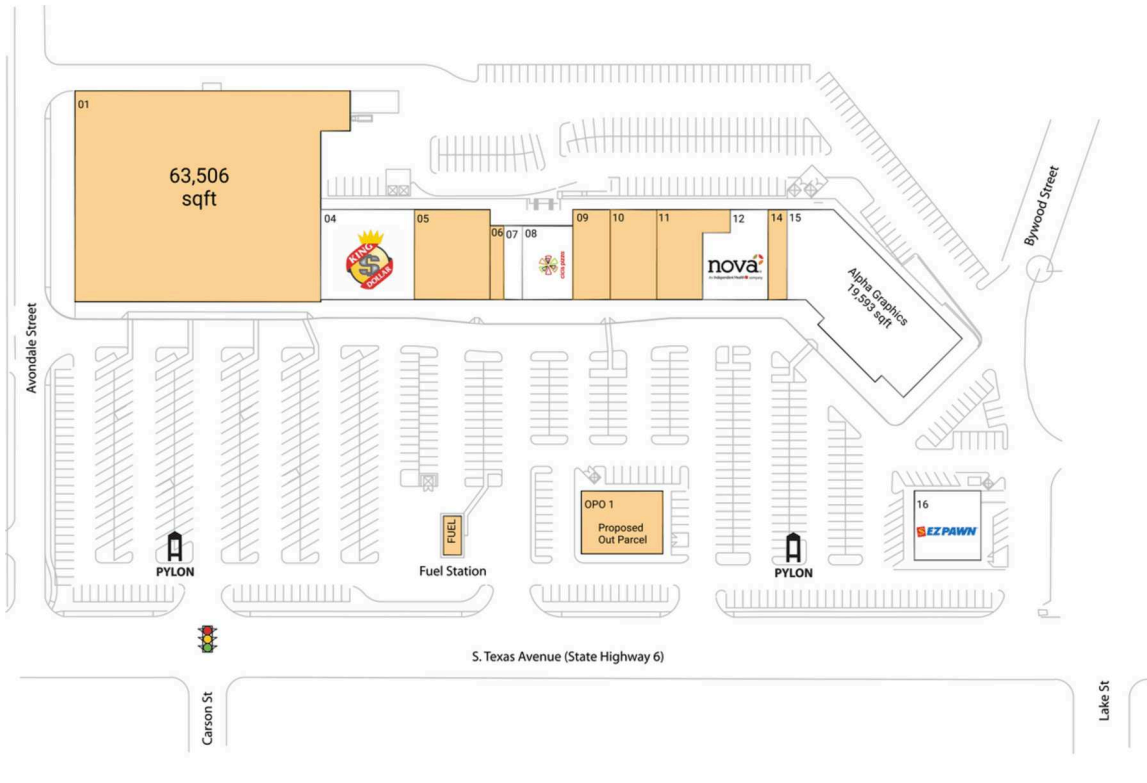 01
63,506
sqft
04
KING
$
DOLLAR
05
06
07
08
CICIS PIZZAS
09
10
11
12
nova
14
15
Alpha Graphics
19,593 sqft
Bywood Street
Avondale Street
OPO 1
Proposed
Out Parcel
FUEL
Fuel Station
16
$ EZPAWN
PYLON
PYLON
S. Texas Avenue (State Highway 6)
Carson St
Lake St